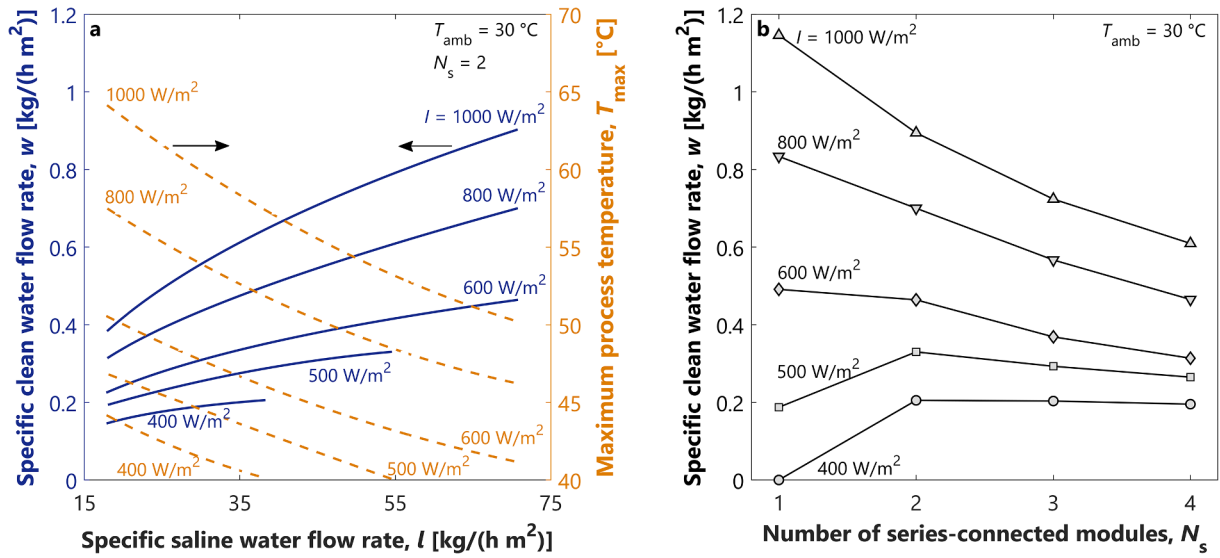 a
T_amb = 30 °C
N_s = 2
1000 W/m²
I = 1000 W/m²
800 W/m²
800 W/m²
600 W/m²
500 W/m²
400 W/m²
600 W/m²
500 W/m²
400 W/m²
1.2
1
0.8
0.6
0.4
0.2
0
70
65
60
55
50
45
40
15
35
55
75
Specific clean water flow rate, w [kg/(h m²)]
Maximum process temperature, T_max [°C]
Specific saline water flow rate, l [kg/(h m²)]
b
I = 1000 W/m²
T_amb = 30 °C
800 W/m²
600 W/m²
500 W/m²
400 W/m²
1.2
1
0.8
0.6
0.4
0.2
0
1
2
3
4
Specific clean water flow rate, w [kg/(h m²)]
Number of series-connected modules, N_s